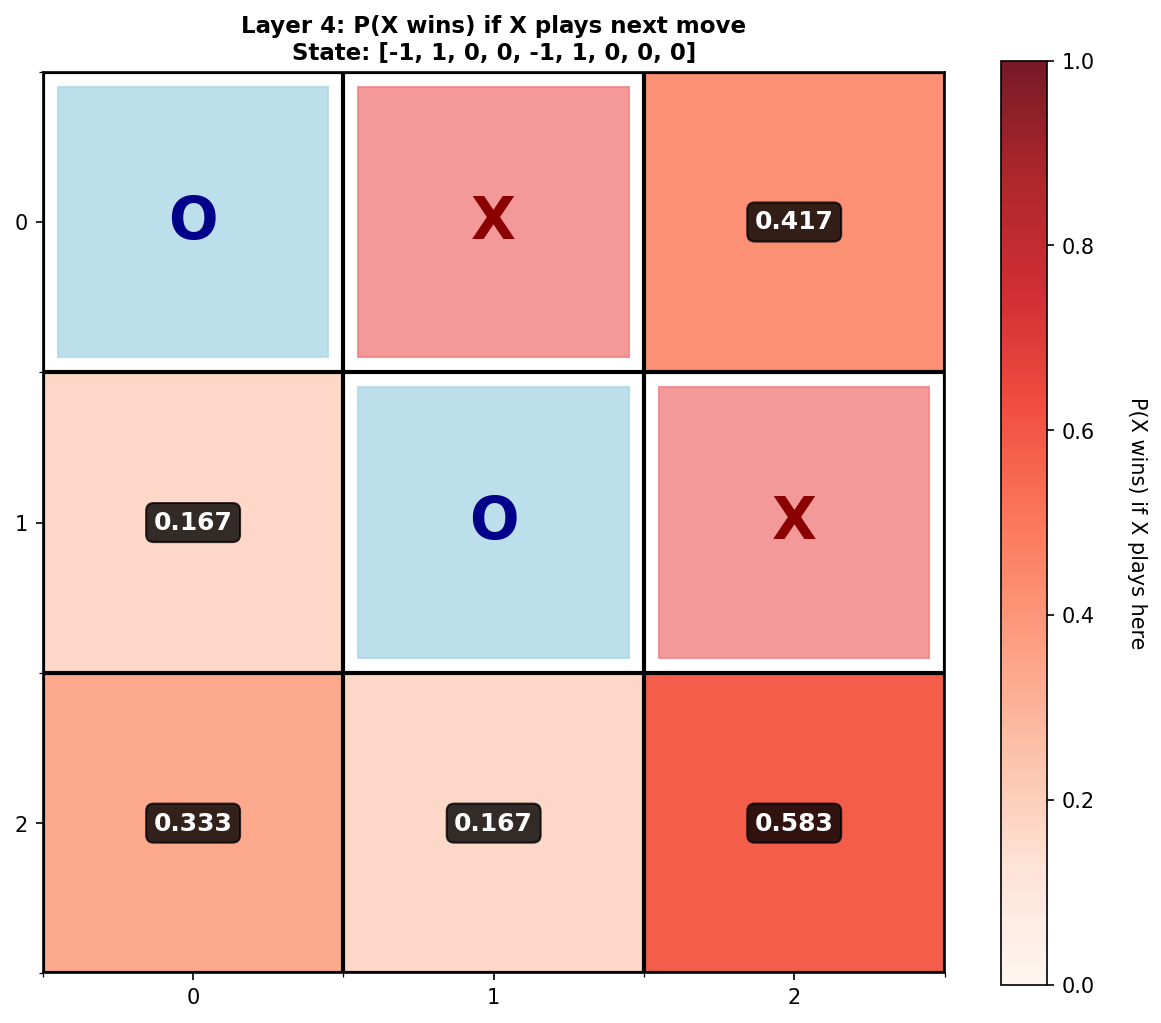 Layer 4: P(X wins) if X plays next move
State: [-1, 1, 0, 0, -1, 1, 0, 0, 0]
1.0
0
O
X
0.417
0.8
0.6
P(X wins) if X plays here
1
0.167
O
X
0.4
2
0.333
0.167
0.583
0.2
0.0
0
1
2